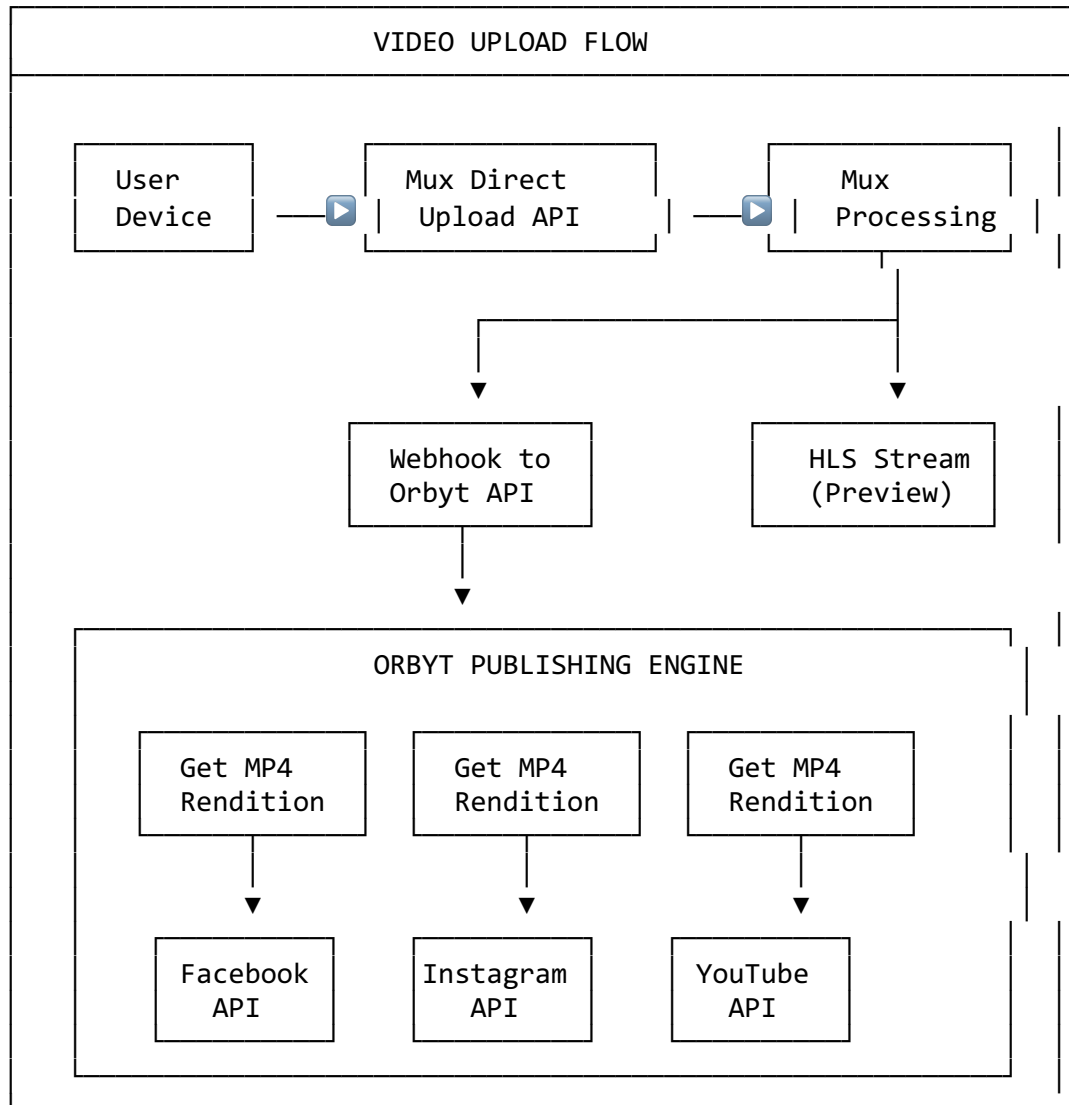 VIDEO UPLOAD FLOW
User Mux Direct Mux
Device Upload API Processing
Webhook to HLS Stream
Orbyt API (Preview)
ORBYT PUBLISHING ENGINE
Get MP4 Get MP4 Get MP4
Rendition Rendition Rendition
Facebook Instagram YouTube
API API API